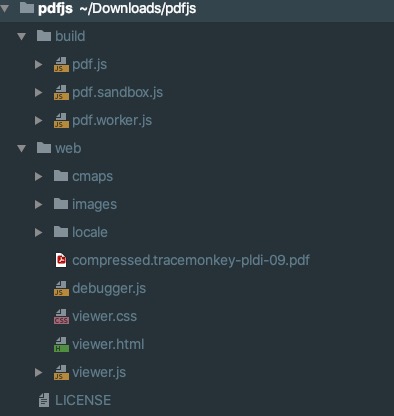 pdfjs ~/Downloads/pdfjs
build
pdf.js
pdf.sandbox.js
pdf.worker.js
web
cmaps
images
locale
compressed.tracemonkey-pldi-09.pdf
debugger.js
viewer.css
viewer.html
viewer.js
LICENSE